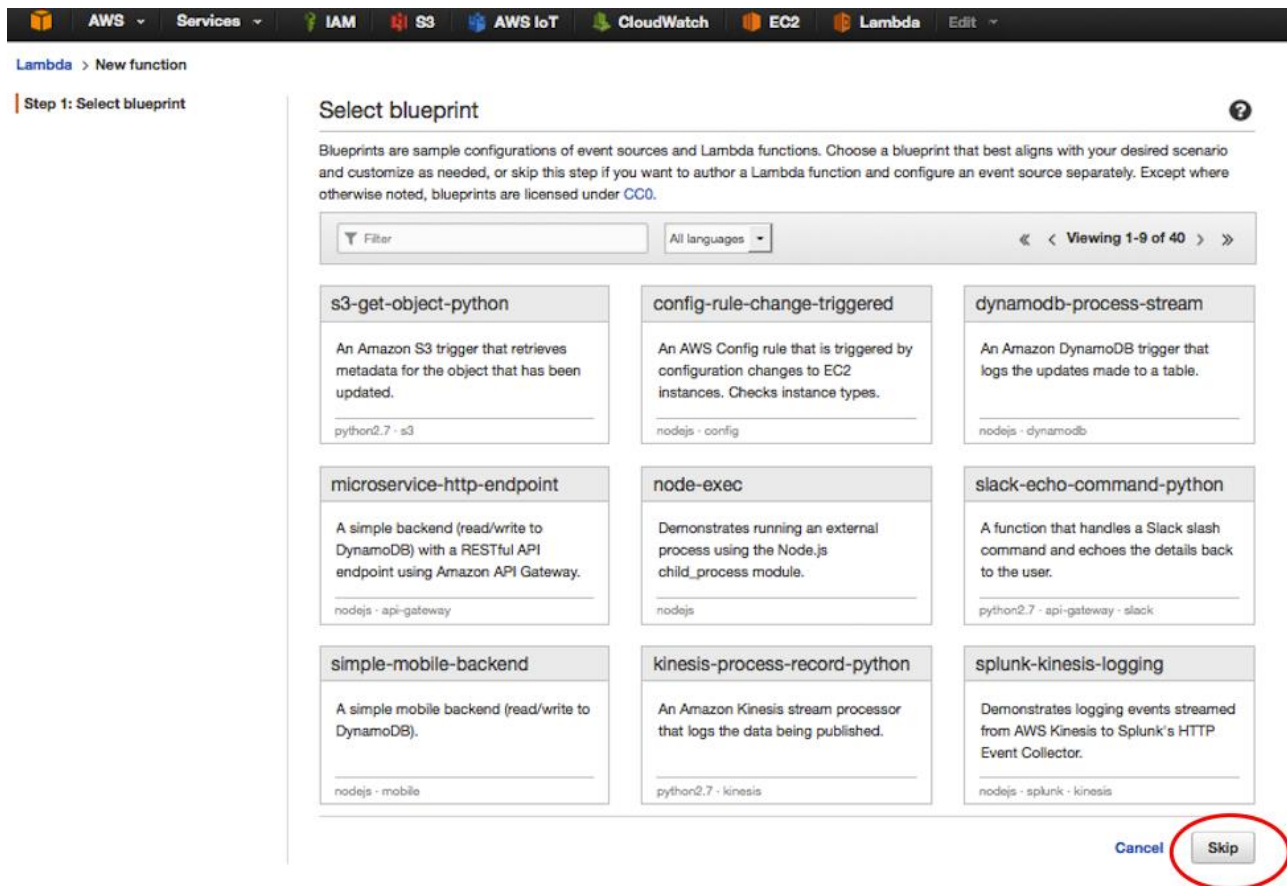 AWS Services IAM S3 AWS IoT CloudWatch EC2 Lambda Edit
Lambda > New function
Step 1: Select blueprint
Select blueprint
Blueprints are sample configurations of event sources and Lambda functions. Choose a blueprint that best aligns with your desired scenario
and customize as needed, or skip this step if you want to author a Lambda function and configure an event source separately. Except where
otherwise noted, blueprints are licensed under CC0.
Filter
All languages
« < Viewing 1-9 of 40 > »
s3-get-object-python
An Amazon S3 trigger that retrieves
metadata for the object that has been
updated.
python2.7 · s3
config-rule-change-triggered
An AWS Config rule that is triggered by
configuration changes to EC2
instances. Checks instance types.
nodejs · config
dynamodb-process-stream
An Amazon DynamoDB trigger that
logs the updates made to a table.
nodejs · dynamodb
microservice-http-endpoint
A simple backend (read/write to
DynamoDB) with a RESTful API
endpoint using Amazon API Gateway.
nodejs · api-gateway
node-exec
Demonstrates running an external
process using the Node.js
child_process module.
nodejs
slack-echo-command-python
A function that handles a Slack slash
command and echoes the details back
to the user.
python2.7 · api-gateway · slack
simple-mobile-backend
A simple mobile backend (read/write to
DynamoDB).
nodejs · mobile
kinesis-process-record-python
An Amazon Kinesis stream processor
that logs the data being published.
python2.7 · kinesis
splunk-kinesis-logging
Demonstrates logging events streamed
from AWS Kinesis to Splunk's HTTP
Event Collector.
nodejs · splunk · kinesis
Cancel
Skip